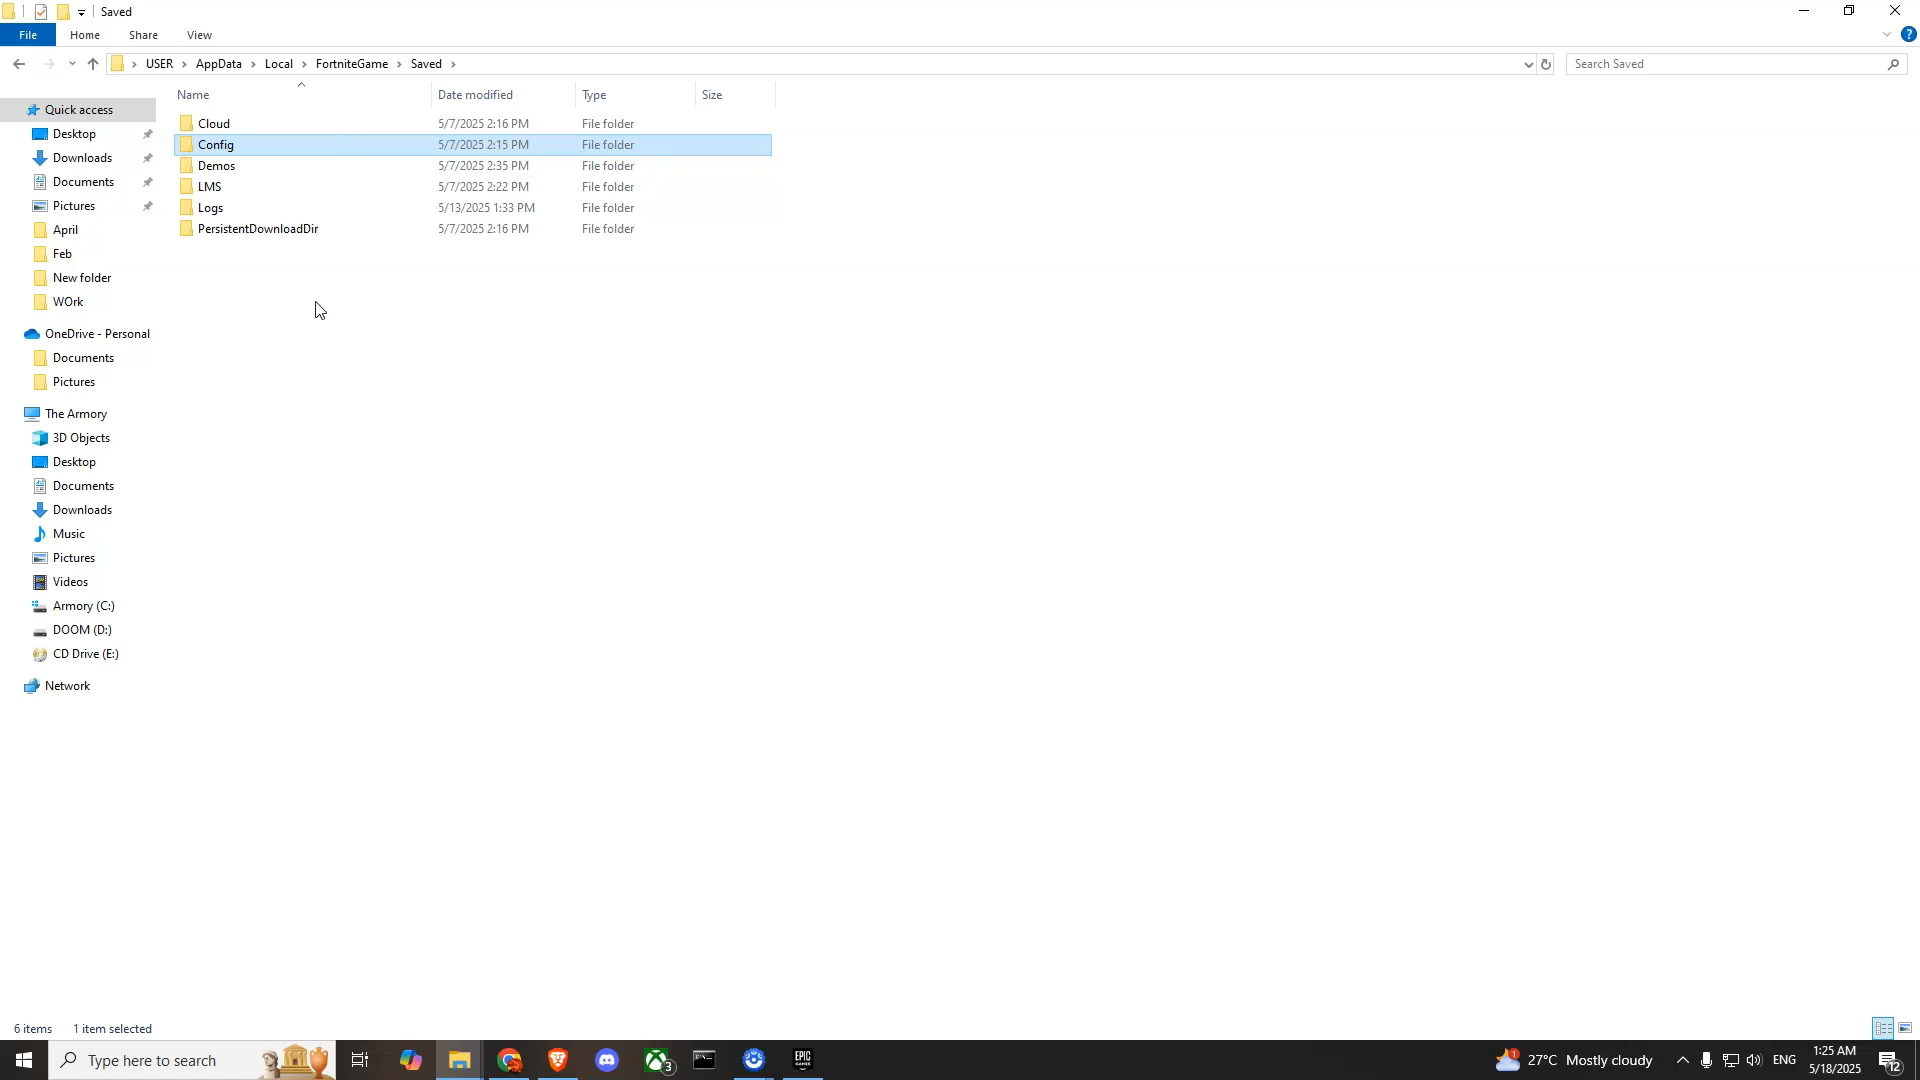 Saved
File Home Share View
USER AppData Local FortniteGame Saved
Search Saved
Name Date modified Type Size
Cloud 5/7/2025 2:16 PM File folder
Config 5/7/2025 2:15 PM File folder
Demos 5/7/2025 2:35 PM File folder
LMS 5/7/2025 2:22 PM File folder
Logs 5/13/2025 1:33 PM File folder
PersistentDownloadDir 5/7/2025 2:16 PM File folder
Quick access
Desktop
Downloads
Documents
Pictures
April
Feb
New folder
WOrk
OneDrive - Personal
Documents
Pictures
The Armory
3D Objects
Desktop
Documents
Downloads
Music
Pictures
Videos
Armory (C:)
DOOM (D:)
CD Drive (E:)
Network
6 items 1 item selected
Type here to search
3
EPIC GAMES
1
27°C Mostly cloudy
ENG
1:25 AM
5/18/2025
12